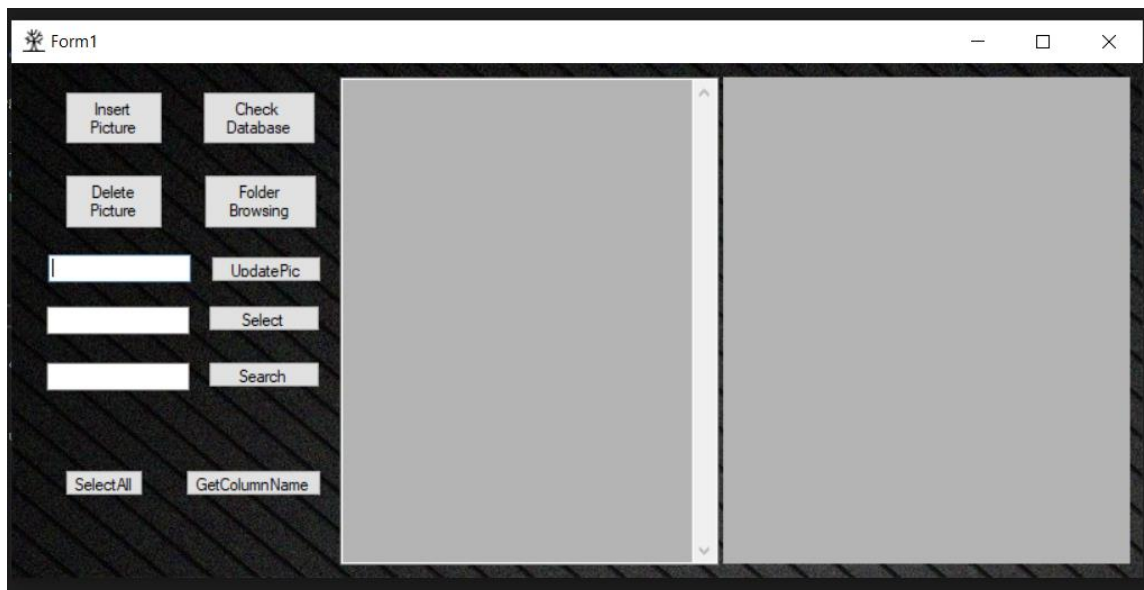 Form1
Insert
Picture
Check
Database
Delete
Picture
Folder
Browsing
UpdatePic
Select
Search
SelectAll
GetColumnName